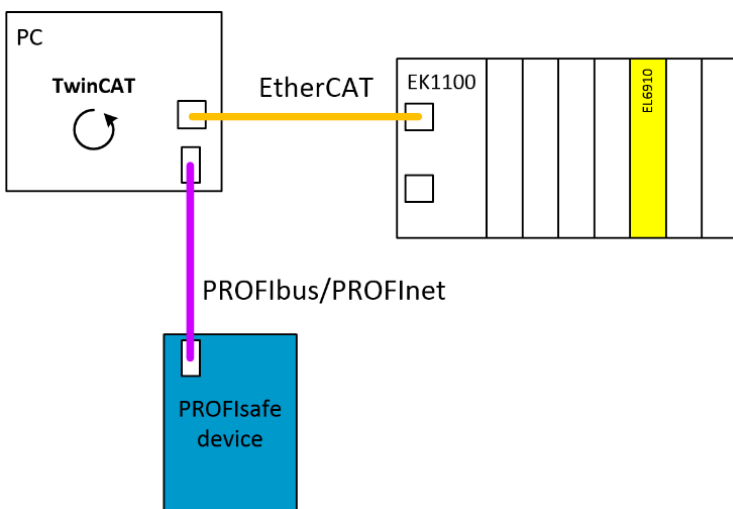 PC
TwinCAT
EtherCAT
EK1100
EL6910
PROFIbus/PROFInet
PROFIsafe
device